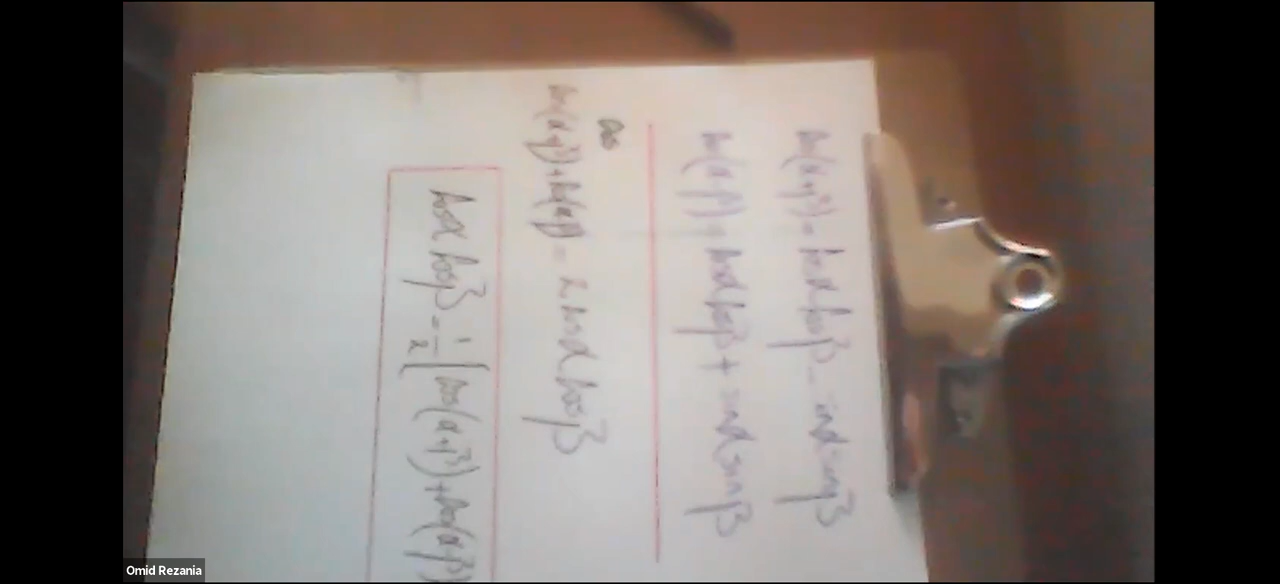 cos(α+β) = cosα cosβ - sinα sinβ
cos(α-β) = cosα cosβ + sinα sinβ
cos(α+β) + cos(α-β) = 2 cosα cosβ
cosα cosβ = 1/2 [cos(α+β) + cos(α-β)
Omid Rezania